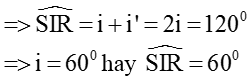 => SIR = i + i' = 2i = 120⁰
=> i = 60⁰ hay SIR = 60⁰